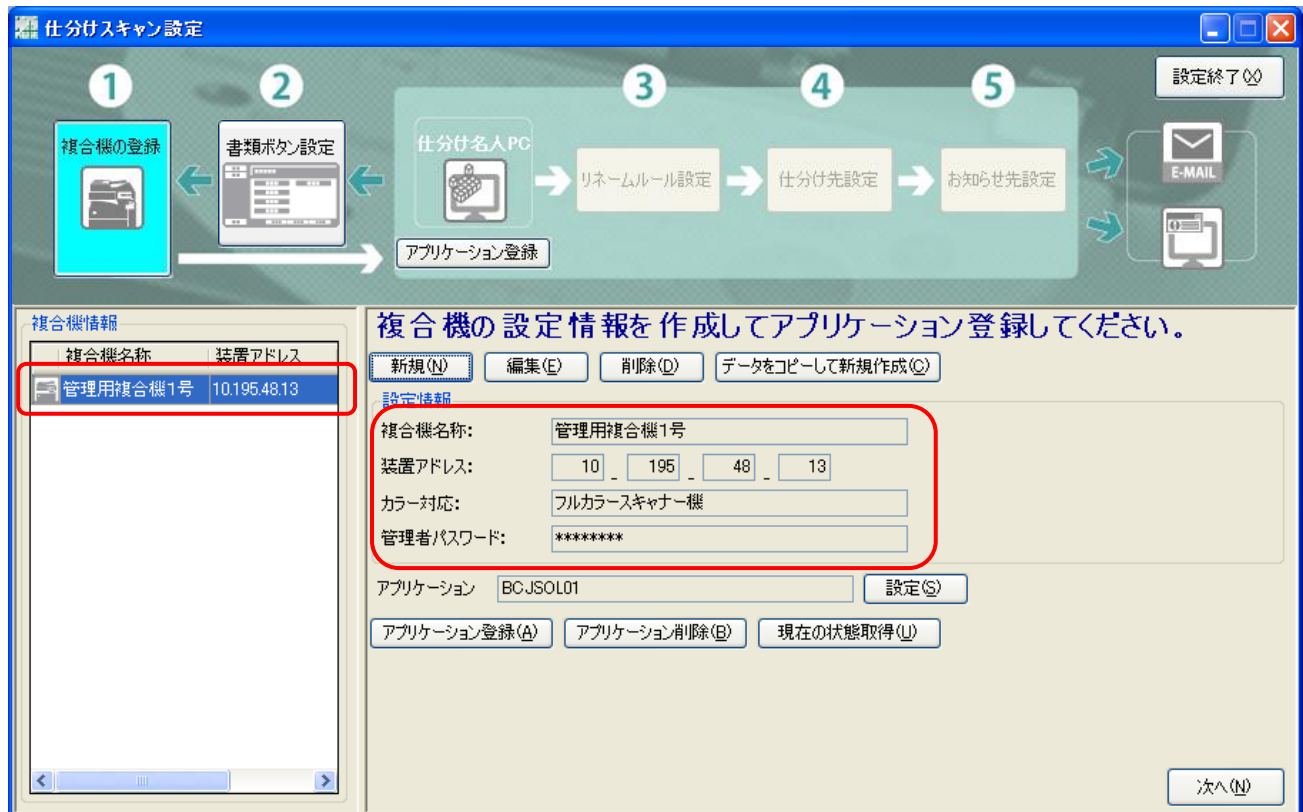 仕分けスキャン設定
1
2
3
4
5
設定終了(X)
複合機の登録
書類ボタン設定
仕分け名人PC
リネームルール設定
仕分け先設定
お知らせ先設定
E-MAIL
アプリケーション登録
複合機情報
複合機名称 装置アドレス
管理用複合機1号 10.195.48.13
複合機の設定情報を作成してアプリケーション登録してください。
新規(N) 編集(E) 削除(D) データをコピーして新規作成(C)
設定情報
複合機名称: 管理用複合機1号
装置アドレス: 10 _ 195 _ 48 _ 13
カラー対応: フルカラースキャナー機
管理者パスワード: ********
アプリケーション BCJSOL01 設定(S)
アプリケーション登録(A) アプリケーション削除(B) 現在の状態取得(U)
次へ(N)